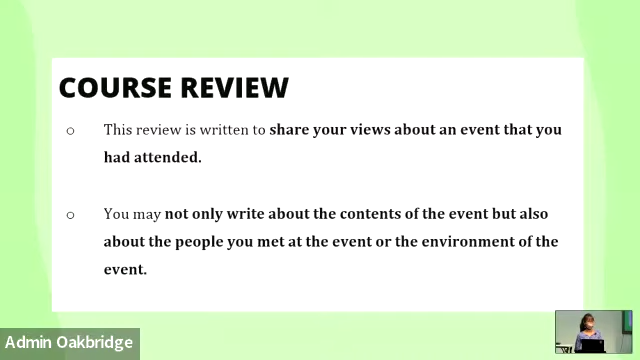 COURSE REVIEW
o This review is written to share your views about an event that you
had attended.
o You may not only write about the contents of the event but also
about the people you met at the event or the environment of the
event.
Admin Oakbridge